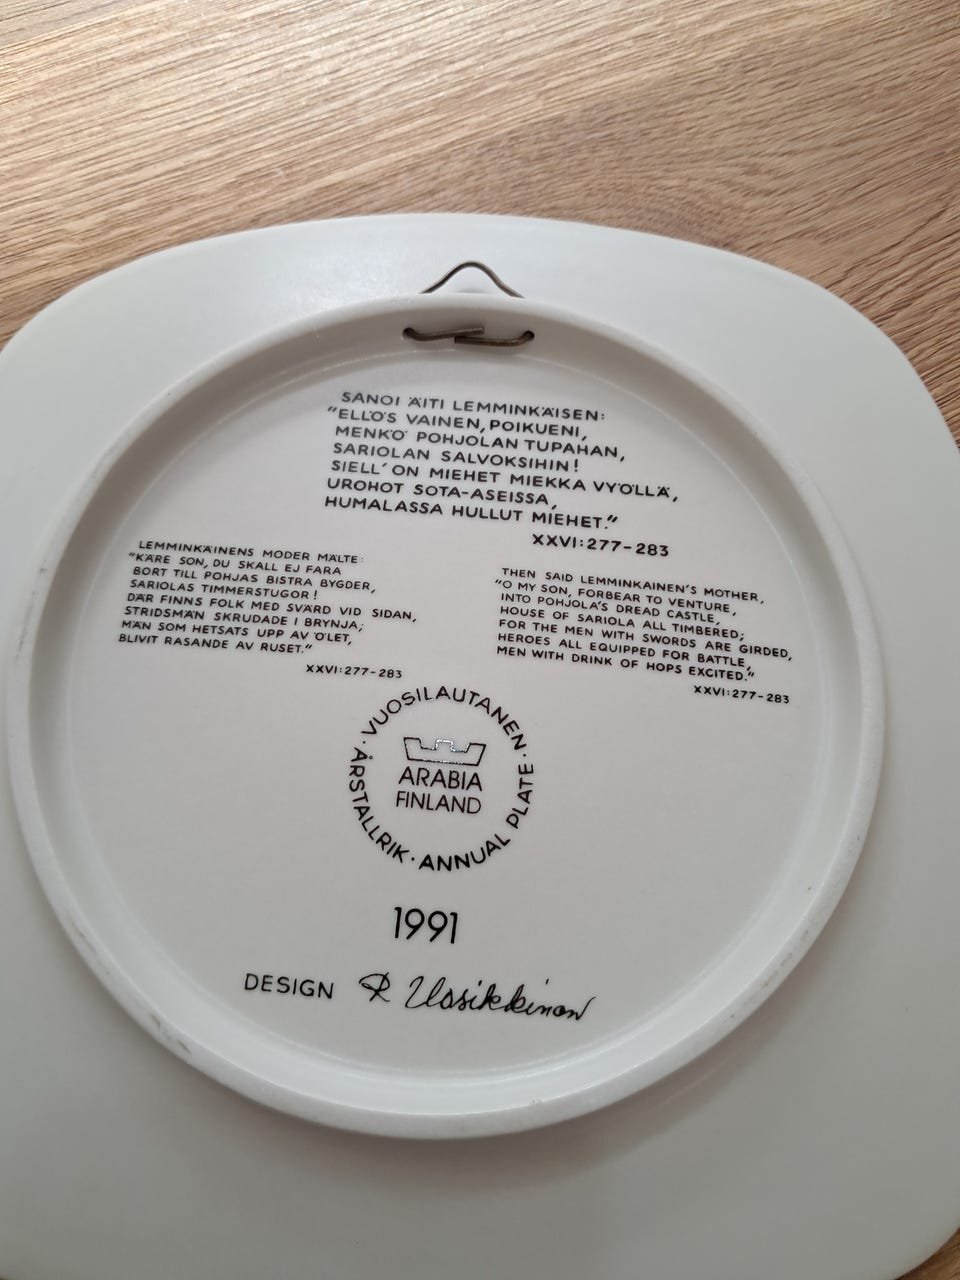 SANOI ÄITI LEMMINKÄISEN:
"ELLÖS VAINEN, POIKUENI,
MENKÖ POHJOLAN TUPAHAN,
SARIOLAN SALVOKSIHIN!
SIELL' ON MIEHET MIEKKA VYÖLLÄ,
UROHOT SOTA-ASEISSA,
HUMALASSA HULLUT MIEHET."
XXVI:277-283
LEMMINKÄINENS MODER MÄLTE:
"KÄRE SON, DU SKALL EJ FARA
BORT TILL POHJAS BISTRA BYGDER,
SARIOLAS TIMMERSTUGOR!
DÄR FINNS FOLK MED SVÄRD VID SIDAN,
STRIDSMÄN SKRUDADE I BRYNJA;
MÄN SOM HETSATS UPP AV ÖLET,
BLIVIT RASANDE AV RUSET."
XXVI:277-283
THEN SAID LEMMINKAINEN'S MOTHER,
"O MY SON, FORBEAR TO VENTURE,
INTO POHJOLA'S DREAD CASTLE,
HOUSE OF SARIOLA ALL TIMBERED;
FOR THE MEN WITH SWORDS ARE GIRDED,
HEROES ALL EQUIPPED FOR BATTLE,
MEN WITH DRINK OF HOPS EXCITED."
XXVI:277-283
· VUOSILAUTANEN · ANNUAL PLATE · ÅRSTALLRIK
ARABIA
FINLAND
1991
DESIGN R Uosikkinen